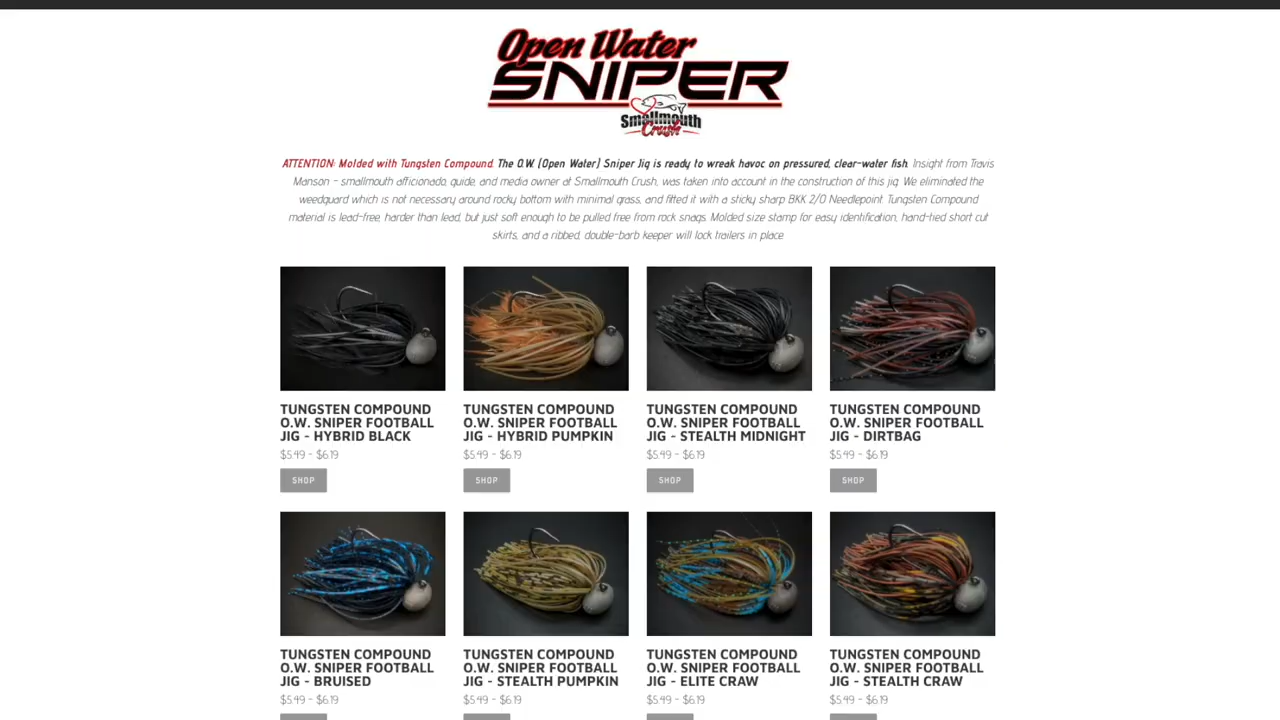 Open Water
SNIPER
Smallmouth
Crush
ATTENTION: Molded with Tungsten Compound. The O.W. (Open Water) Sniper Jig is ready to wreak havoc on pressured, clear-water fish. Insight from Travis
Manson - smallmouth afficionado, guide, and media owner at Smallmouth Crush, was taken into account in the construction of this jig. We eliminated the
weedguard which is not necessary around rocky bottom with minimal grass, and fitted it with a sticky sharp BKK 2/0 Needlepoint. Tungsten Compound
material is lead-free, harder than lead, but just soft enough to be pulled free from rock snags. Molded size stamp for easy identification, hand-tied short cut
skirts, and a ribbed, double-barb keeper will lock trailers in place.
TUNGSTEN COMPOUND
O.W. SNIPER FOOTBALL
JIG - HYBRID BLACK
$5.49 - $6.19
SHOP
TUNGSTEN COMPOUND
O.W. SNIPER FOOTBALL
JIG - HYBRID PUMPKIN
$5.49 - $6.19
SHOP
TUNGSTEN COMPOUND
O.W. SNIPER FOOTBALL
JIG - STEALTH MIDNIGHT
$5.49 - $6.19
SHOP
TUNGSTEN COMPOUND
O.W. SNIPER FOOTBALL
JIG - DIRTBAG
$5.49 - $6.19
SHOP
TUNGSTEN COMPOUND
O.W. SNIPER FOOTBALL
JIG - BRUISED
$5.49 - $6.19
TUNGSTEN COMPOUND
O.W. SNIPER FOOTBALL
JIG - STEALTH PUMPKIN
$5.49 - $6.19
TUNGSTEN COMPOUND
O.W. SNIPER FOOTBALL
JIG - ELITE CRAW
$5.49 - $6.19
TUNGSTEN COMPOUND
O.W. SNIPER FOOTBALL
JIG - STEALTH CRAW
$5.49 - $6.19